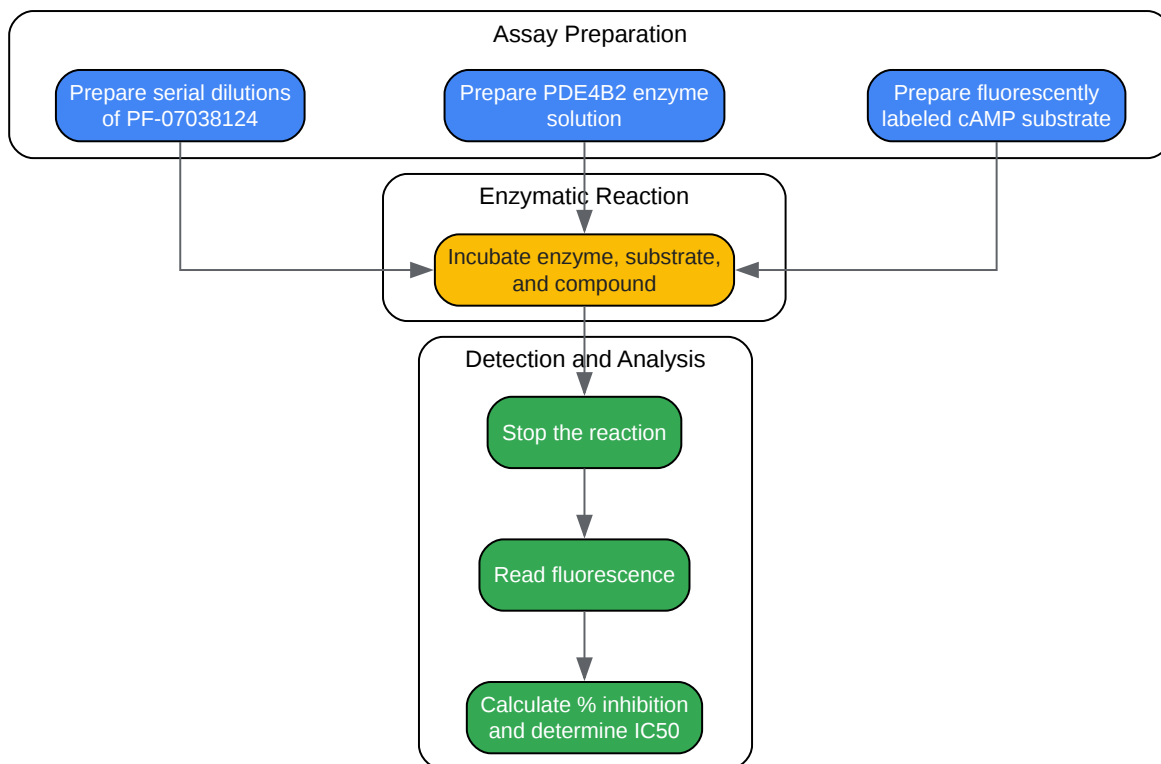 Assay Preparation
Prepare serial dilutions
of PF-07038124
Prepare PDE4B2 enzyme
solution
Prepare fluorescently
labeled cAMP substrate
Enzymatic Reaction
Incubate enzyme, substrate,
and compound
Detection and Analysis
Stop the reaction
Read fluorescence
Calculate % inhibition
and determine IC50